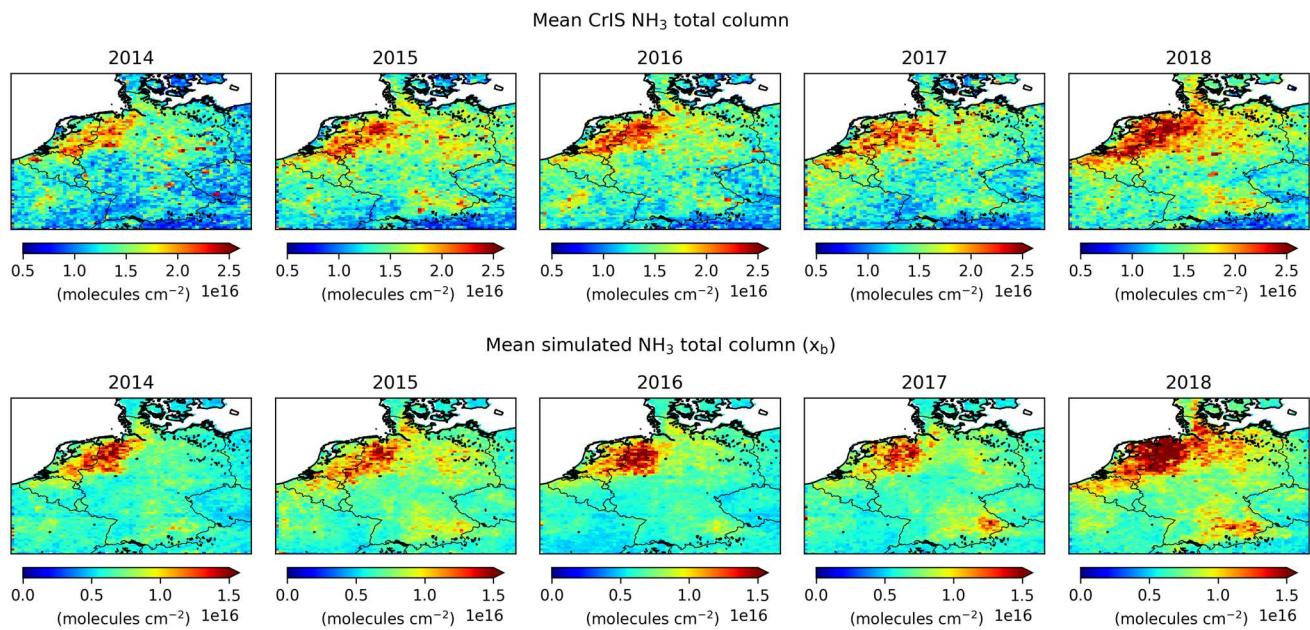 Mean CrIS NH₃ total column
2014 2015 2016 2017 2018
0.5 1.0 1.5 2.0 2.5 0.5 1.0 1.5 2.0 2.5 0.5 1.0 1.5 2.0 2.5 0.5 1.0 1.5 2.0 2.5 0.5 1.0 1.5 2.0 2.5
(molecules cm⁻²) 1e16 (molecules cm⁻²) 1e16 (molecules cm⁻²) 1e16 (molecules cm⁻²) 1e16 (molecules cm⁻²) 1e16
Mean simulated NH₃ total column (x_b)
2014 2015 2016 2017 2018
0.0 0.5 1.0 1.5 0.0 0.5 1.0 1.5 0.0 0.5 1.0 1.5 0.0 0.5 1.0 1.5 0.0 0.5 1.0 1.5
(molecules cm⁻²) 1e16 (molecules cm⁻²) 1e16 (molecules cm⁻²) 1e16 (molecules cm⁻²) 1e16 (molecules cm⁻²) 1e16